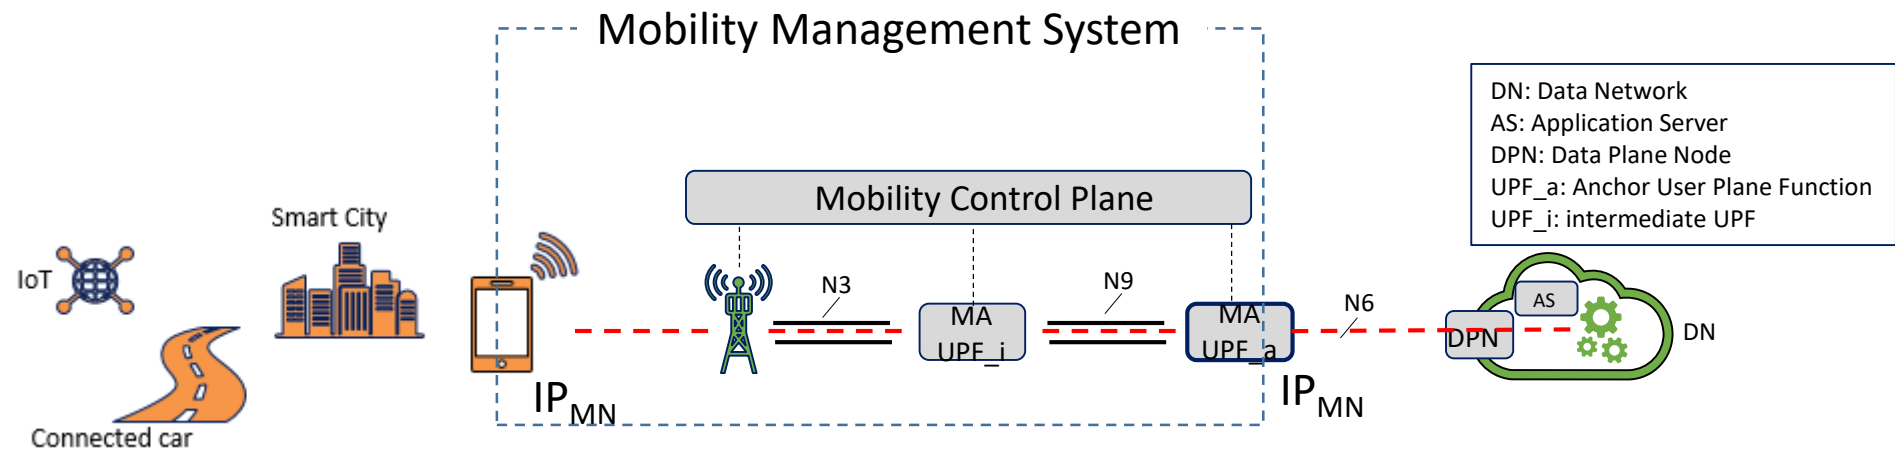 Mobility Management System
DN: Data Network
AS: Application Server
DPN: Data Plane Node
UPF_a: Anchor User Plane Function
UPF_i: intermediate UPF
Mobility Control Plane
Smart City
IoT
Connected car
N3
N9
N6
MA
UPF_i
MA
UPF_a
AS
DPN
DN
IPMN
IPMN